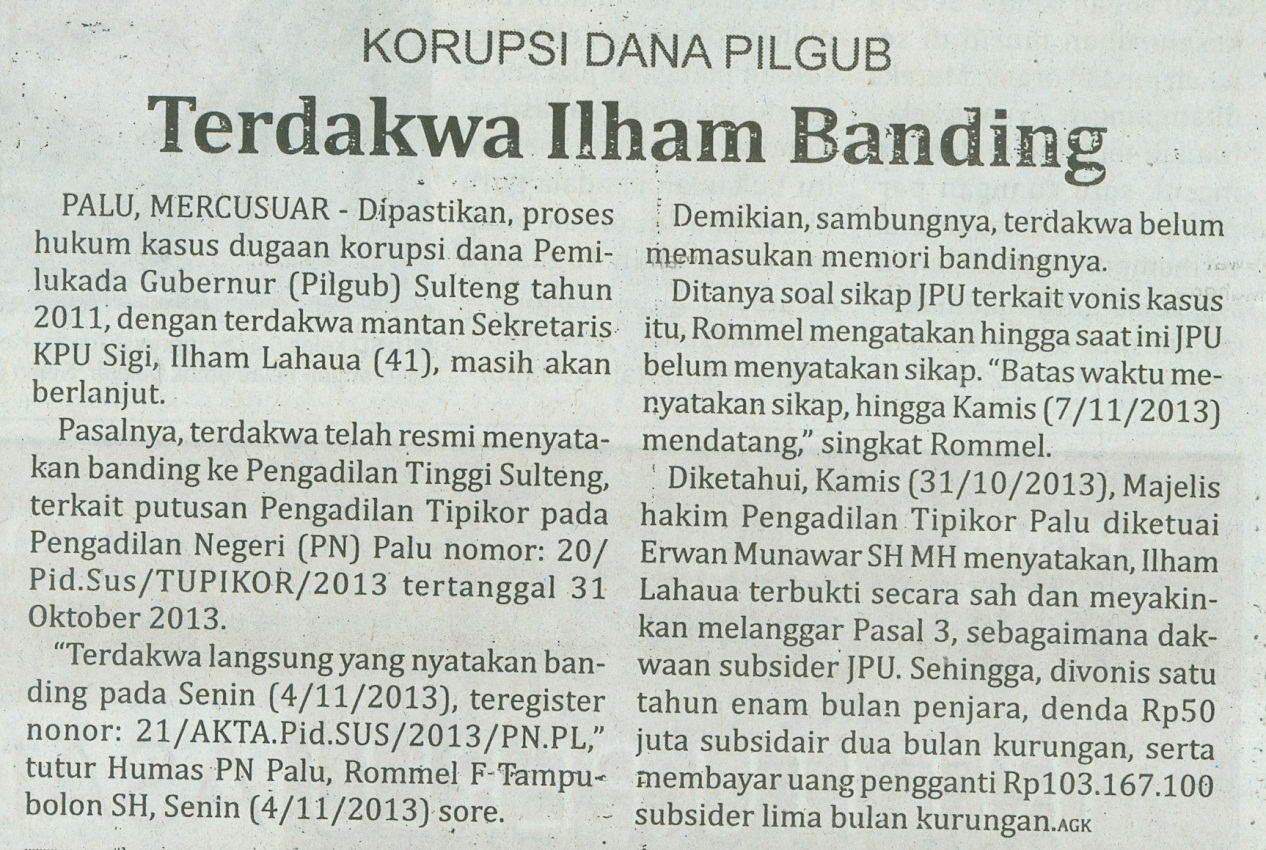 KORUPSI DANA PILGUB
Terdakwa Ilham Banding
PALU, MERCUSUAR - Dipastikan, proses
hukum kasus dugaan korupsi dana Pemi-
lukada Gubernur (Pilgub) Sulteng tahun
2011, dengan terdakwa mantan Sekretaris
KPU Sigi, Ilham Lahaua (41), masih akan
berlanjut.
Pasalnya, terdakwa telah resmi menyata-
kan banding ke Pengadilan Tinggi Sulteng,
terkait putusan Pengadilan Tipikor pada
Pengadilan Negeri (PN) Palu nomor: 20/
Pid.Sus/TUPIKOR/2013 tertanggal 31
Oktober 2013.
“Terdakwa langsung yang nyatakan ban-
ding pada Senin (4/11/2013), teregister
nonor: 21/AKTA.Pid.SUS/2013/PN.PL,”
tutur Humas PN Palu, Rommel F Tampu-
bolon SH, Senin (4/11/2013) sore.
Demikian, sambungnya, terdakwa belum
memasukan memori bandingnya.
Ditanya soal sikap JPU terkait vonis kasus
itu, Rommel mengatakan hingga saat ini JPU
belum menyatakan sikap. “Batas waktu me-
nyatakan sikap, hingga Kamis (7/11/2013)
mendatang,” singkat Rommel.
Diketahui, Kamis (31/10/2013), Majelis
hakim Pengadilan Tipikor Palu diketuai
Erwan Munawar SH MH menyatakan, Ilham
Lahaua terbukti secara sah dan meyakin-
kan melanggar Pasal 3, sebagaimana dak-
waan subsider JPU. Sehingga, divonis satu
tahun enam bulan penjara, denda Rp50
juta subsidair dua bulan kurungan, serta
membayar uang pengganti Rp103.167.100
subsider lima bulan kurungan.AGK